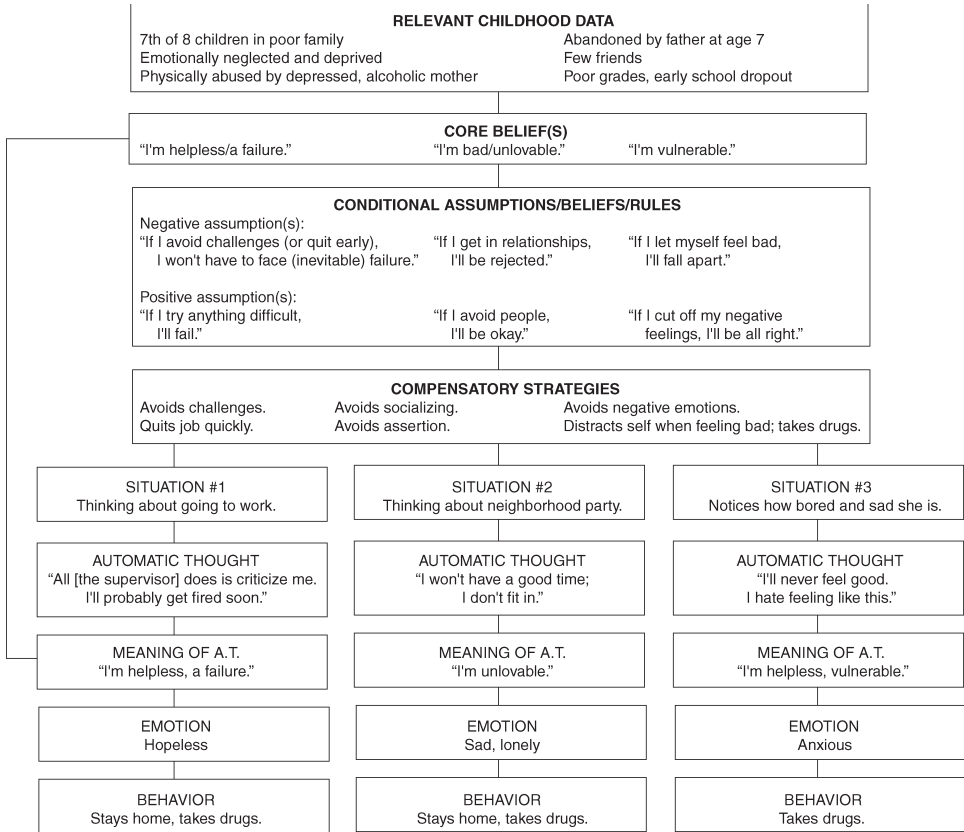 RELEVANT CHILDHOOD DATA
7th of 8 children in poor family
Emotionally neglected and deprived
Physically abused by depressed, alcoholic mother
Abandoned by father at age 7
Few friends
Poor grades, early school dropout
CORE BELIEF(S)
“I'm helpless/a failure.” “I'm bad/unlovable.” “I'm vulnerable.”
CONDITIONAL ASSUMPTIONS/BELIEFS/RULES
Negative assumption(s):
“If I avoid challenges (or quit early),
I won't have to face (inevitable) failure.”
“If I get in relationships,
I'll be rejected.”
“If I let myself feel bad,
I'll fall apart.”
Positive assumption(s):
“If I try anything difficult,
I'll fail.”
“If I avoid people,
I'll be okay.”
“If I cut off my negative
feelings, I'll be all right.”
COMPENSATORY STRATEGIES
Avoids challenges.
Quits job quickly.
Avoids socializing.
Avoids assertion.
Avoids negative emotions.
Distracts self when feeling bad; takes drugs.
SITUATION #1
Thinking about going to work.
AUTOMATIC THOUGHT
“All [the supervisor] does is criticize me.
I'll probably get fired soon.”
MEANING OF A.T.
“I'm helpless, a failure.”
EMOTION
Hopeless
BEHAVIOR
Stays home, takes drugs.
SITUATION #2
Thinking about neighborhood party.
AUTOMATIC THOUGHT
“I won't have a good time;
I don't fit in.”
MEANING OF A.T.
“I'm unlovable.”
EMOTION
Sad, lonely
BEHAVIOR
Stays home, takes drugs.
SITUATION #3
Notices how bored and sad she is.
AUTOMATIC THOUGHT
“I'll never feel good.
I hate feeling like this.”
MEANING OF A.T.
“I'm helpless, vulnerable.”
EMOTION
Anxious
BEHAVIOR
Takes drugs.